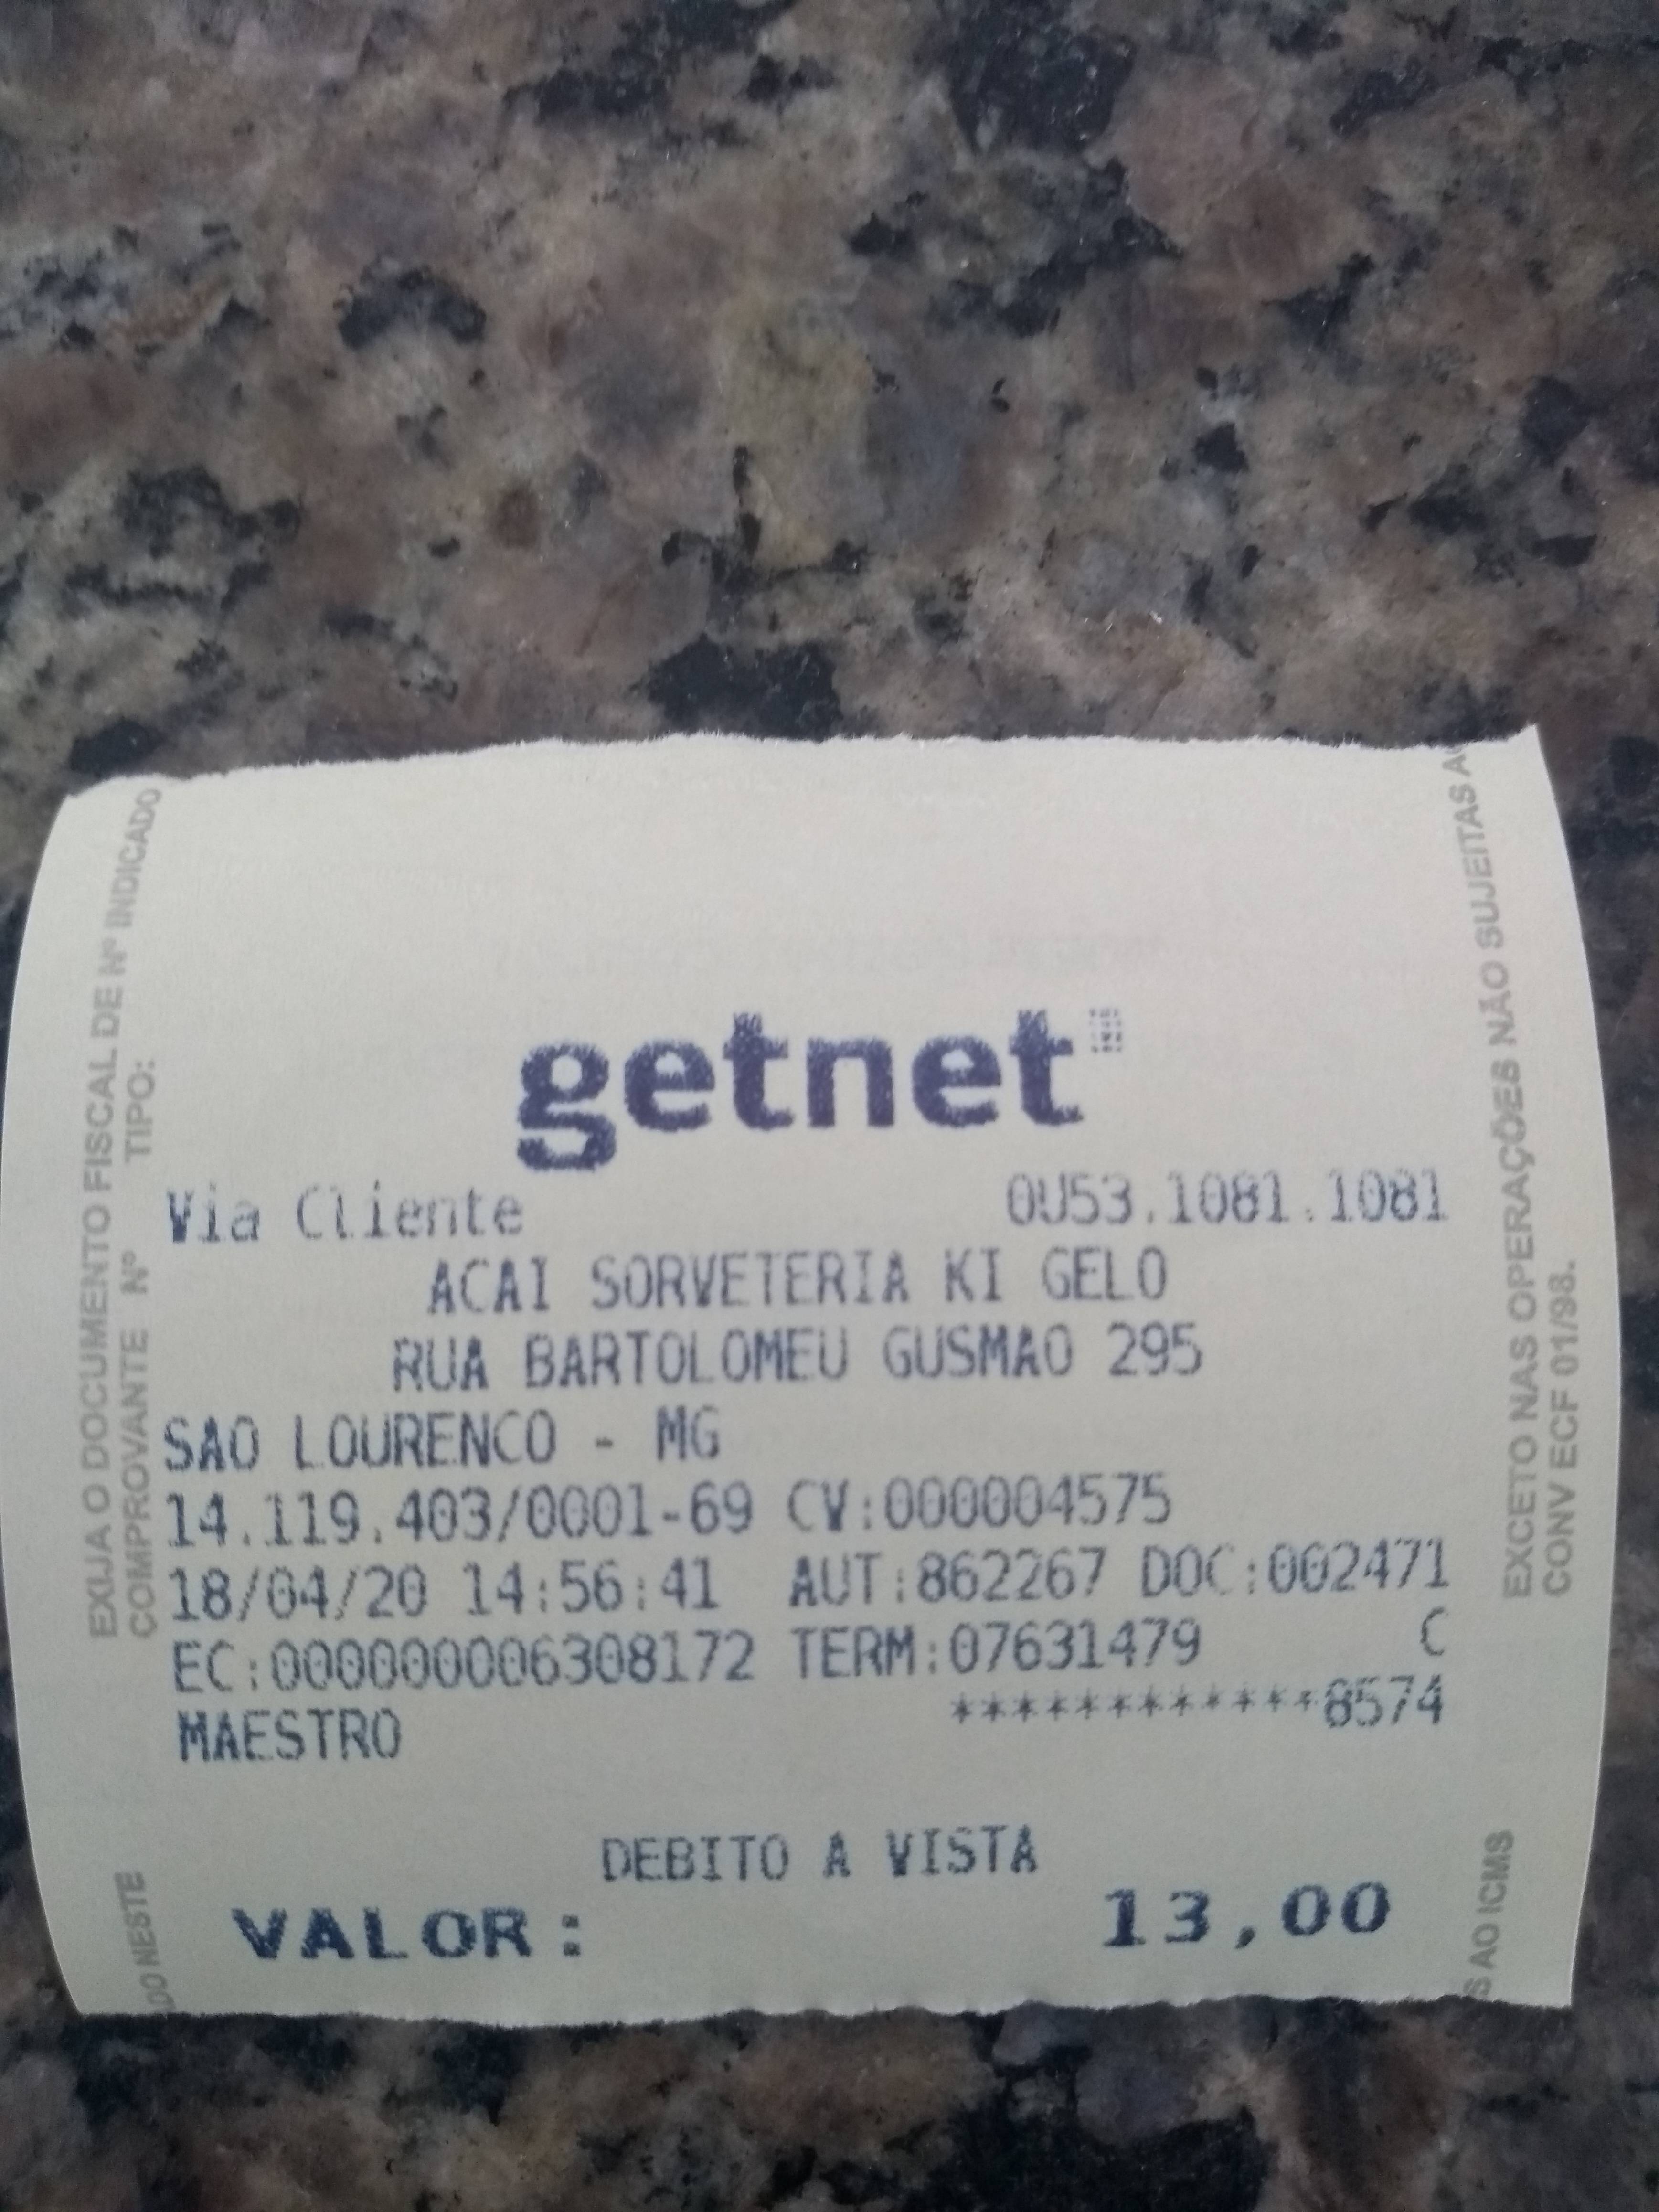 getnet
Via Cliente 0U53.1081.1081
ACAI SORVETERIA KI GELO
RUA BARTOLOMEU GUSMAO 295
SAO LOURENCO - MG
14.119.403/0001-69 CV:000004575
18/04/20 14:56:41 AUT:862267 DOC:002471
EC:000000006308172 TERM:07631479 C
MAESTRO ************8574
DEBITO A VISTA
VALOR: 13,00
EXIJA O DOCUMENTO FISCAL DE Nº INDICADO
COMPROVANTE Nº TIPO:
NESTE
EXCETO NAS OPERAÇÕES NÃO SUJEITAS
CONV ECF 01/98.
AO ICMS